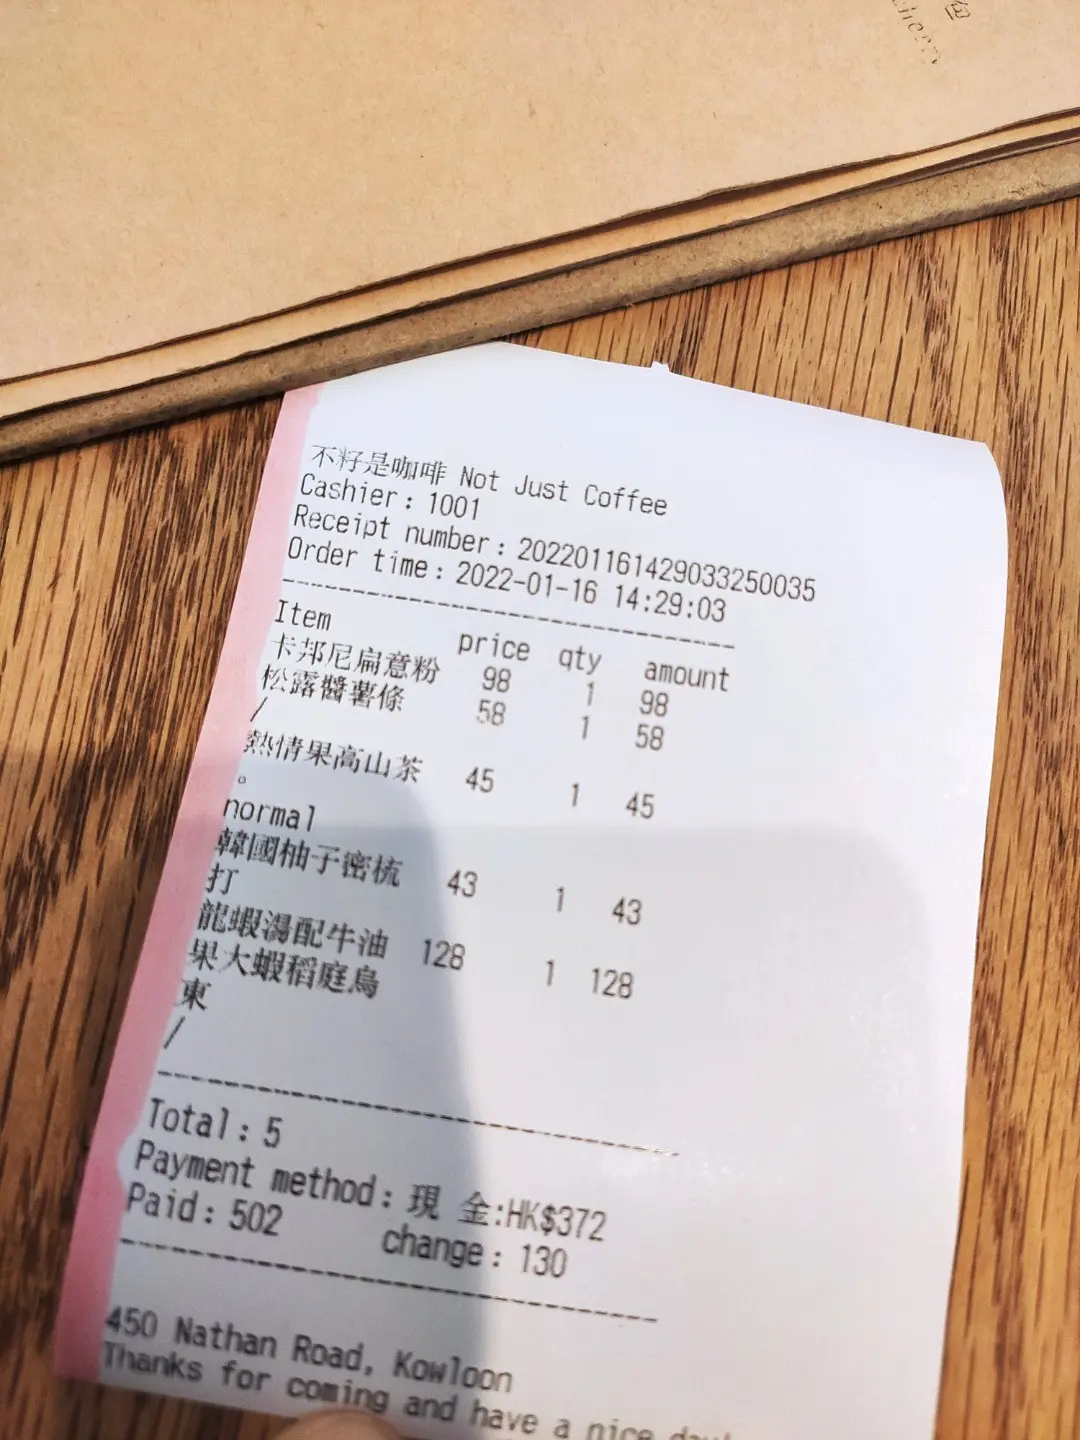 包
不籽是咖啡 Not Just Coffee
Cashier: 1001
Receipt number: 202201161429033250035
Order time: 2022-01-16 14:29:03
Item price qty amount
卡邦尼扁意粉 98 1 98
松露醬薯條 58 1 58
/
熱情果高山茶 45 1 45
。
normal
韓國柚子密梳 43 1 43
打
龍蝦湯配牛油 128 1 128
果大蝦稻庭烏
東
/
Total: 5
Payment method: 現 金:HK$372
Paid: 502 change: 130
450 Nathan Road, Kowloon
Thanks for coming and have a nice day!